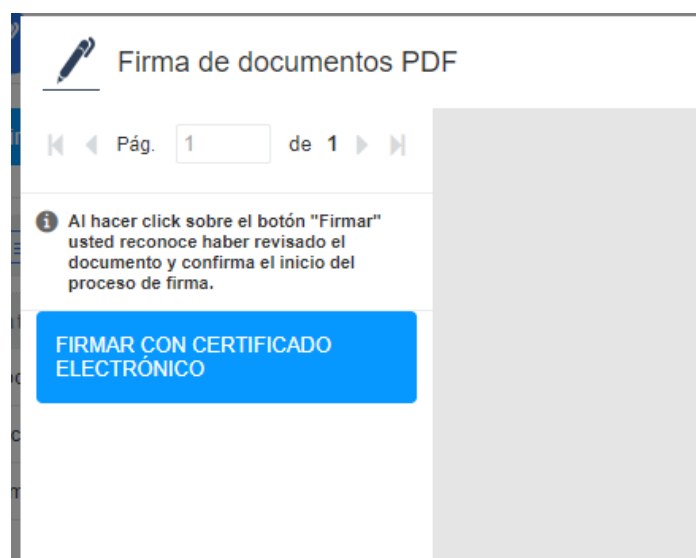 Firma de documentos PDF
Pág. 1 de 1
Al hacer click sobre el botón "Firmar"
usted reconoce haber revisado el
documento y confirma el inicio del
proceso de firma.
FIRMAR CON CERTIFICADO
ELECTRÓNICO